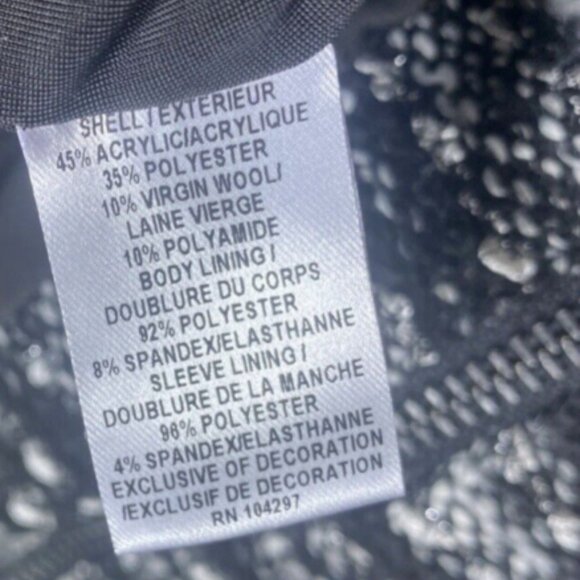 SHELL / EXTERIEUR
45% ACRYLIC/ACRYLIQUE
35% POLYESTER
10% VIRGIN WOOL/
LAINE VIERGE
10% POLYAMIDE
BODY LINING /
DOUBLURE DU CORPS
92% POLYESTER
8% SPANDEX/ELASTHANNE
SLEEVE LINING /
DOUBLURE DE LA MANCHE
96% POLYESTER
4% SPANDEX/ELASTHANNE
EXCLUSIVE OF DECORATION
/EXCLUSIF DE DECORATION
RN 104297